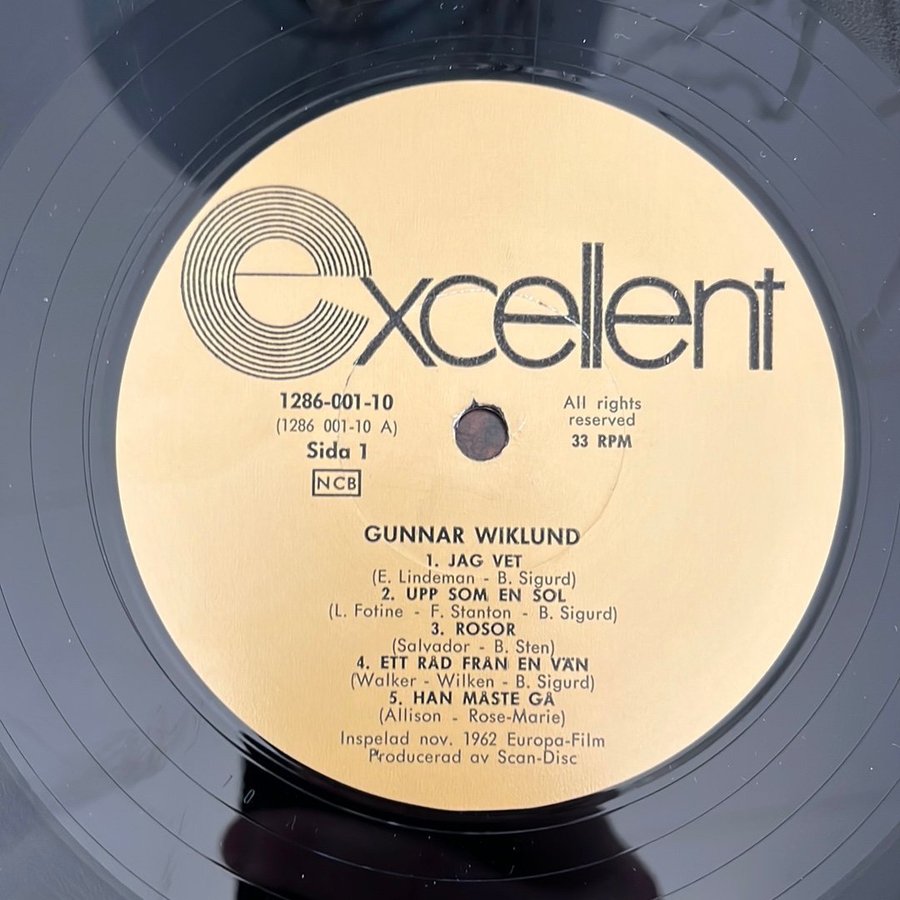 excellent
1286-001-10
(1286 001-10 A)
Sida 1
NCB
All rights
reserved
33 RPM
GUNNAR WIKLUND
1. JAG VET
(E. Lindeman - B. Sigurd)
2. UPP SOM EN SOL
(L. Fotine - F. Stanton - B. Sigurd)
3. ROSOR
(Salvador - B. Sten)
4. ETT RÅD FRÅN EN VÄN
(Walker - Wilken - B. Sigurd)
5. HAN MÅSTE GÅ
(Allison - Rose-Marie)
Inspelad nov. 1962 Europa-Film
Producerad av Scan-Disc